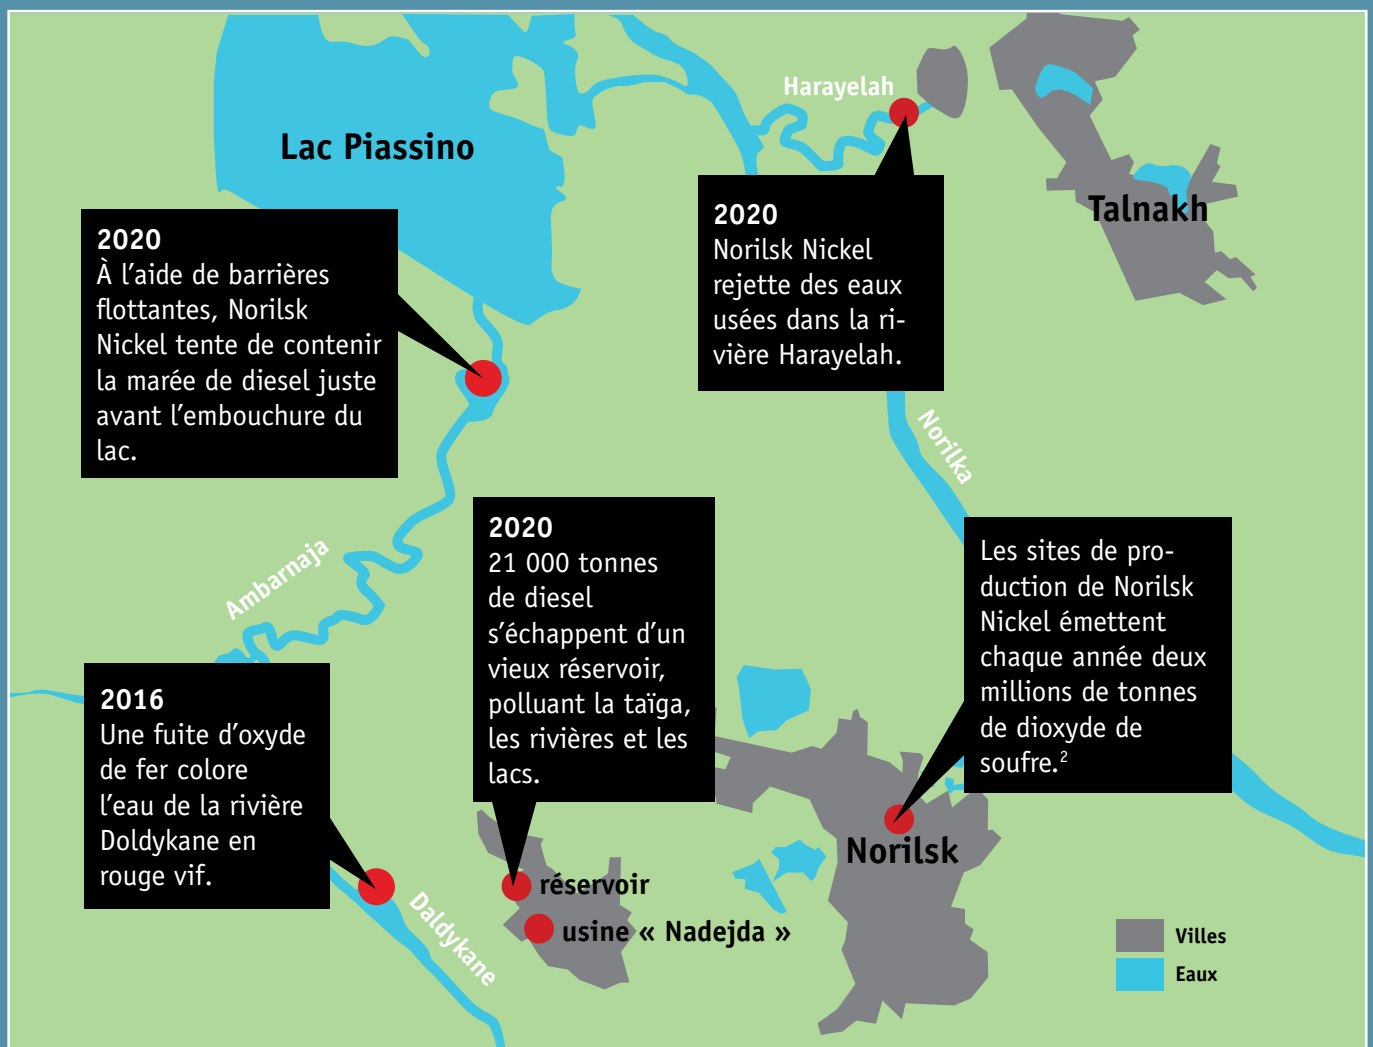 Harayelah
Lac Piassino
Talnakh
2020
À l’aide de barrières
flottantes, Norilsk
Nickel tente de contenir
la marée de diesel juste
avant l’embouchure du
lac.
2020
Norilsk Nickel
rejette des eaux
usées dans la ri-
vière Harayelah.
Norilka
2020
21 000 tonnes
de diesel
s’échappent d’un
vieux réservoir,
polluant la taïga,
les rivières et les
lacs.
Les sites de pro-
duction de Norilsk
Nickel émettent
chaque année deux
millions de tonnes
de dioxyde de
soufre.²
Ambarnaja
2016
Une fuite d’oxyde
de fer colore
l’eau de la rivière
Doldykane en
rouge vif.
Norilsk
réservoir
usine « Nadejda »
Daldykane
Villes
Eaux